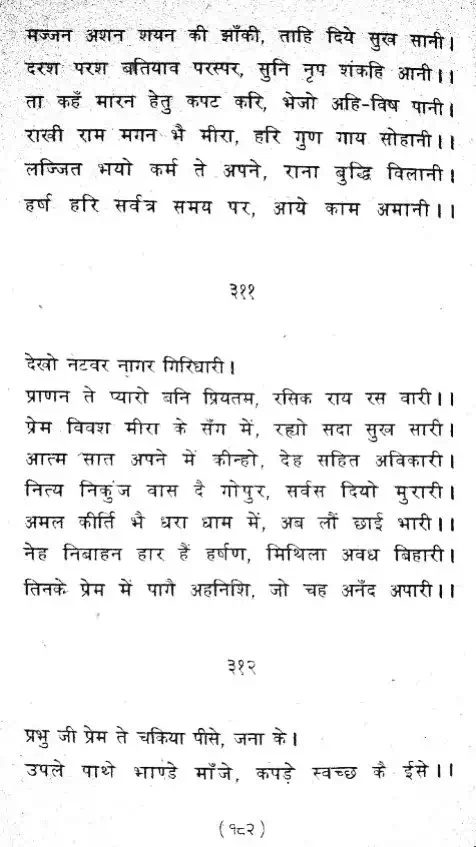 मज्जन अशन शयन की झाँकी, ताहि दिये सुख सानी।
दरश परश बतियाव परस्पर, सुनि नृप शंकहि आनी।।
ता कहँ मारन हेतु कपट करि, भेजो अहि-विष पानी।
राखी राम मगन भै मीरा, हरि गुण गाय सोहानी।।
लज्जित भयो कर्म ते अपने, राना बुद्धि विलानी।
हर्ष हरि सर्वत्र समय पर, आये काम अमानी।।
३११
देखो नटवर नागर गिरिधारी।
प्राणन ते प्यारो बनि प्रियतम, रसिक राय रस वारी।।
प्रेम विवश मीरा के सँग में, रह्यो सदा सुख सारी।
आत्म सात अपने में कीन्हो, देह सहित अविकारी।
नित्य निकुंज वास दै गोपुर, सर्वस दियो मुरारी।
अमल कीर्ति भै धरा धाम में, अब लौं छाई भारी।।
नेह निबाहन हार हैं हर्षण, मिथिला अवध बिहारी।
तिनके प्रेम में पागै अहनिशि, जो चह अनँद अपारी।।
३१२
प्रभु जी प्रेम ते चकिया पीसे, जना के।
उपले पाथे भाण्डे माँजे, कपड़े स्वच्छ कै ईसे।।
(१८२)